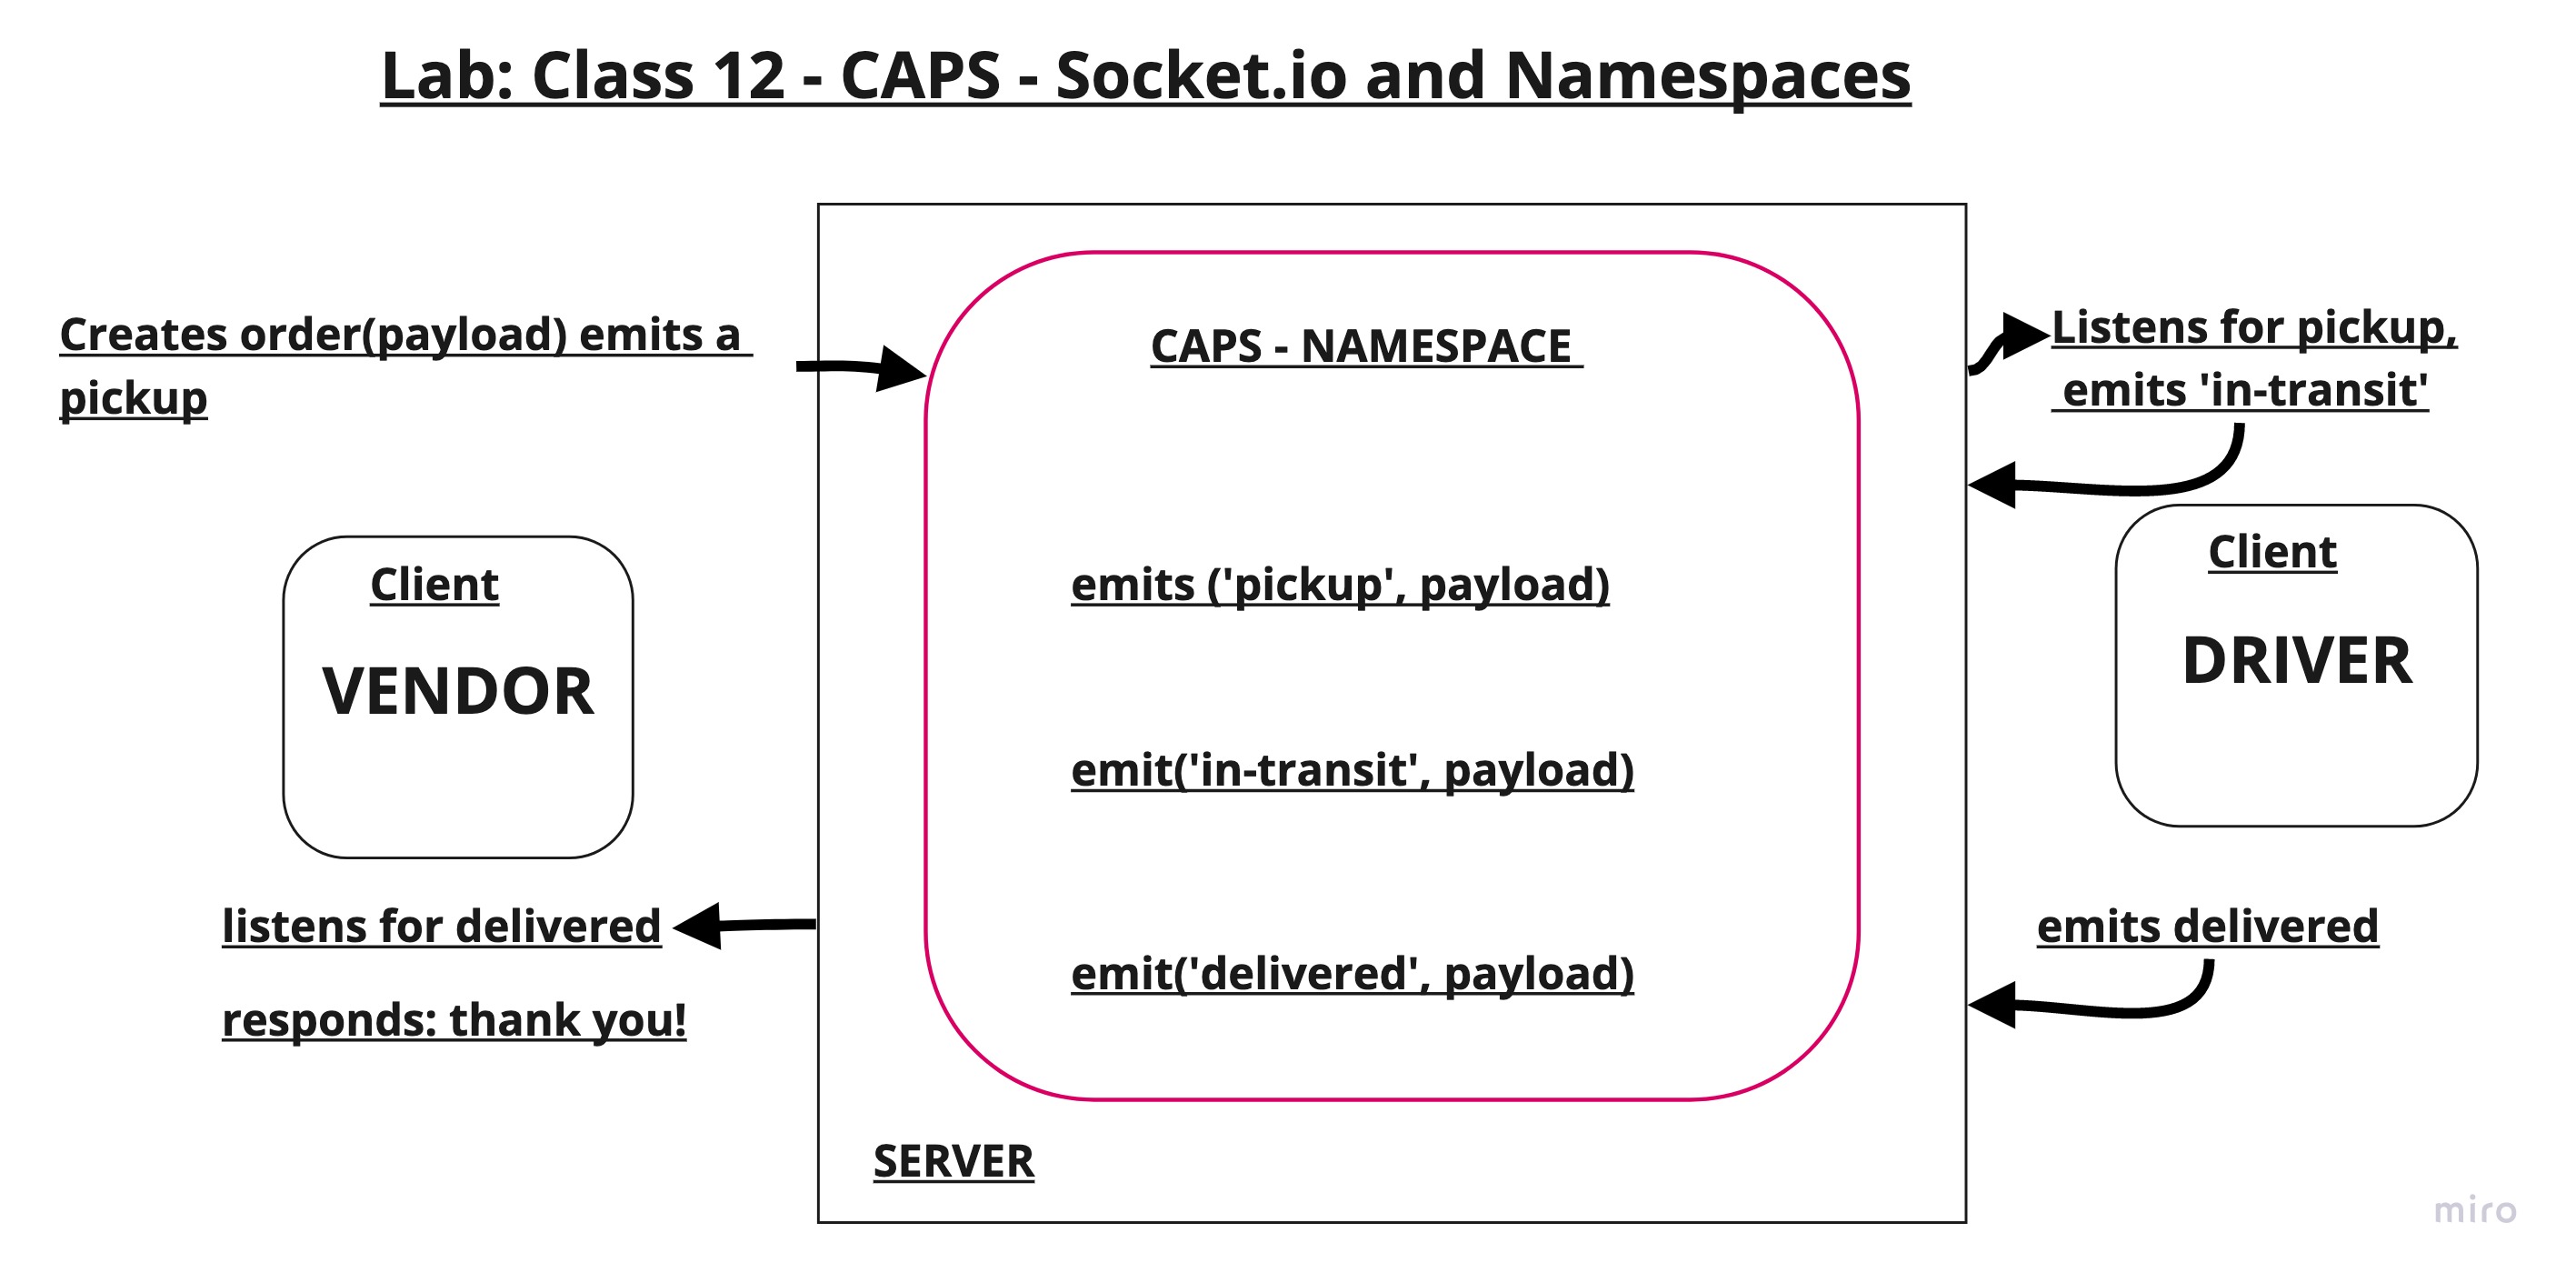 Lab: Class 12 - CAPS - Socket.io and Namespaces
Creates order(payload) emits a
pickup
Client
VENDOR
listens for delivered
responds: thank you!
CAPS - NAMESPACE
emits ('pickup', payload)
emit('in-transit', payload)
emit('delivered', payload)
SERVER
Listens for pickup,
emits 'in-transit'
Client
DRIVER
emits delivered
miro